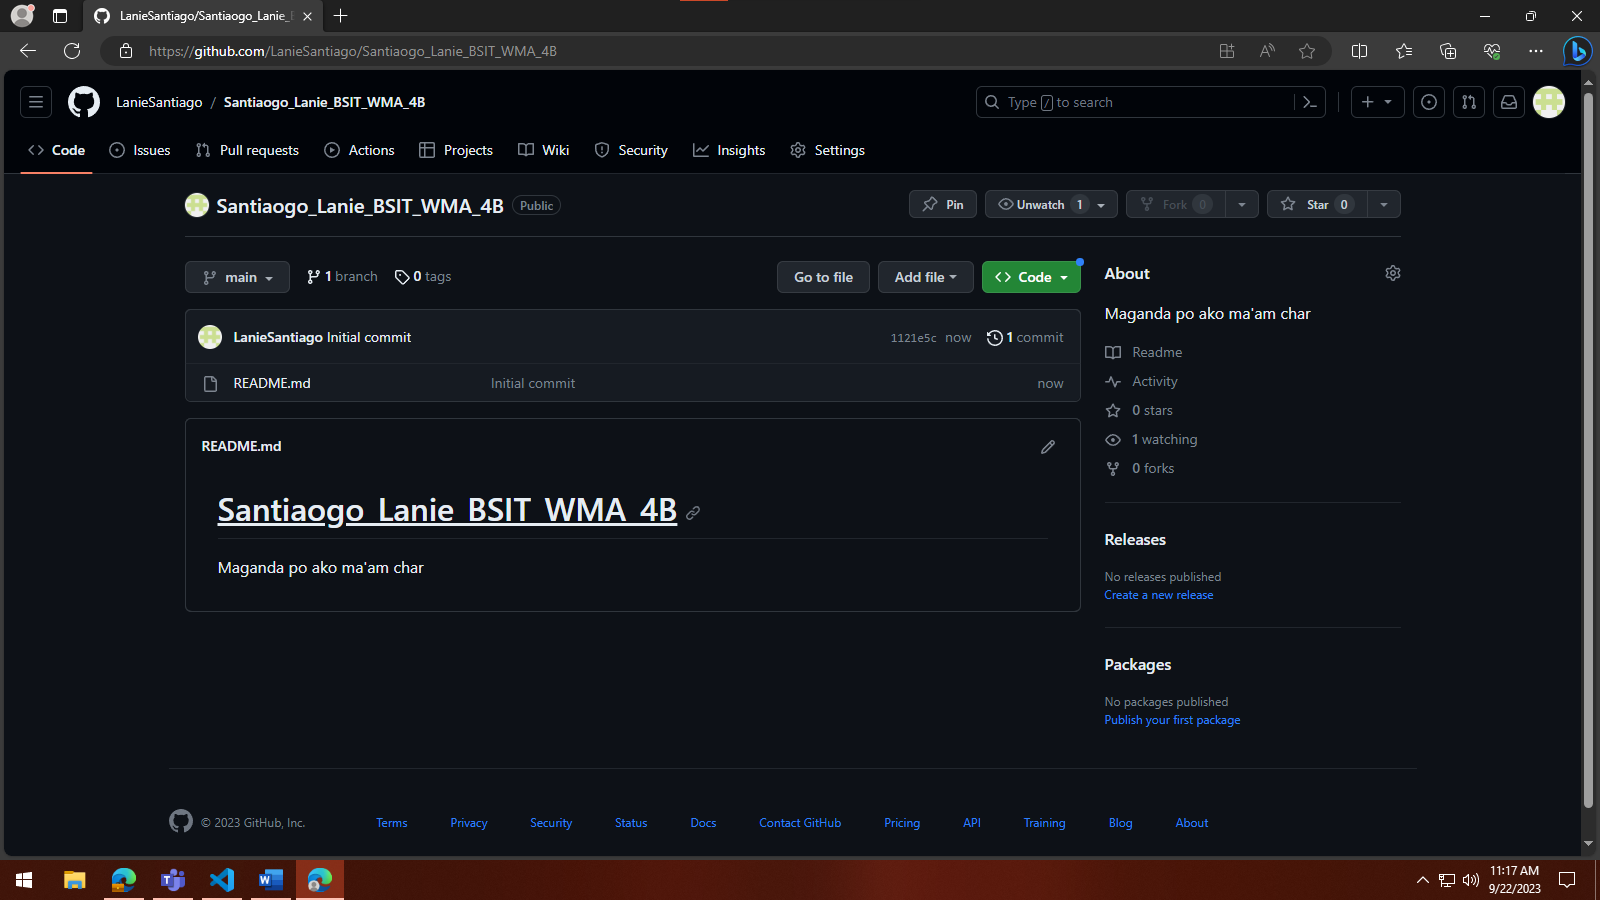 LanieSantiago/Santiaogo_Lanie_B
https://github.com/LanieSantiago/Santiaogo_Lanie_BSIT_WMA_4B
LanieSantiago / Santiaogo_Lanie_BSIT_WMA_4B
Type / to search
Code Issues Pull requests Actions Projects Wiki Security Insights Settings
Santiaogo_Lanie_BSIT_WMA_4B Public
Pin Unwatch 1 Fork 0 Star 0
main 1 branch 0 tags Go to file Add file Code
LanieSantiago Initial commit 1121e5c now 1 commit
README.md Initial commit now
README.md
Santiaogo_Lanie_BSIT_WMA_4B
Maganda po ako ma'am char
About
Maganda po ako ma'am char
Readme
Activity
0 stars
1 watching
0 forks
Releases
No releases published
Create a new release
Packages
No packages published
Publish your first package
© 2023 GitHub, Inc. Terms Privacy Security Status Docs Contact GitHub Pricing API Training Blog About
11:17 AM
9/22/2023